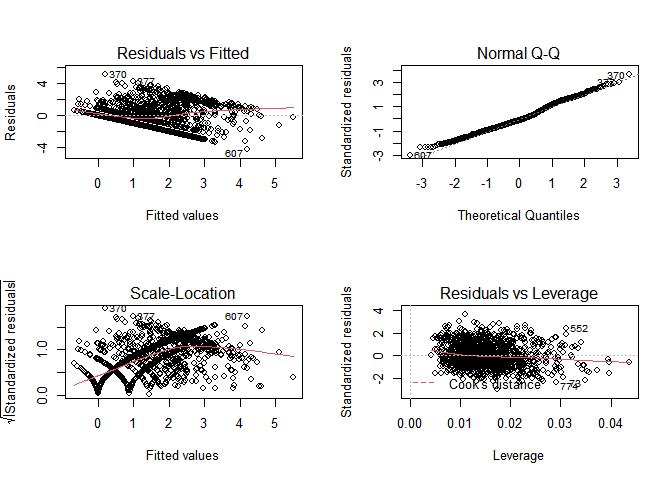 Residuals vs Fitted
Residuals
4
0
-4
370
377
607
0 1 2 3 4 5
Fitted values
Normal Q-Q
Standardized residuals
3
1
-1
-3
370
377
607
-3 -2 -1 0 1 2 3
Theoretical Quantiles
Scale-Location
√|Standardized residuals|
1.0
0.0
370
377
607
0 1 2 3 4 5
Fitted values
Residuals vs Leverage
Standardized residuals
4
2
0
-2
552
Cook's distance
774
0.00 0.01 0.02 0.03 0.04
Leverage